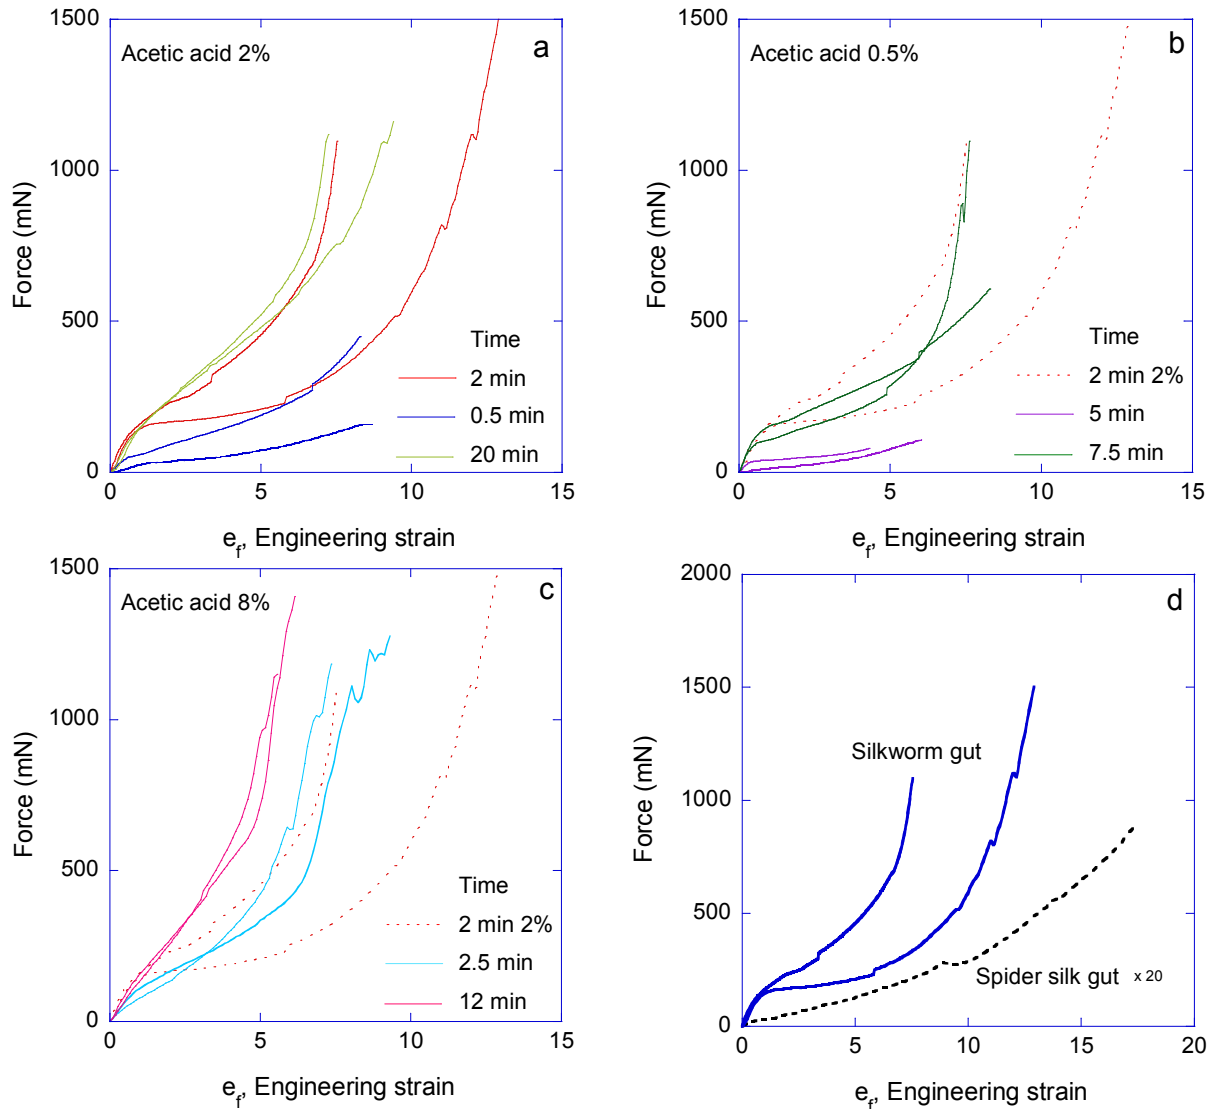 a
Acetic acid 2%
1500
1000
500
0
Force (mN)
Time
2 min
0.5 min
20 min
0 5 10 15
e_f, Engineering strain
b
Acetic acid 0.5%
1500
1000
500
0
Force (mN)
Time
2 min 2%
5 min
7.5 min
0 5 10 15
e_f, Engineering strain
c
Acetic acid 8%
1500
1000
500
0
Force (mN)
Time
2 min 2%
2.5 min
12 min
0 5 10 15
e_f, Engineering strain
d
2000
1500
1000
500
0
Force (mN)
Silkworm gut
Spider silk gut x 20
0 5 10 15 20
e_f, Engineering strain